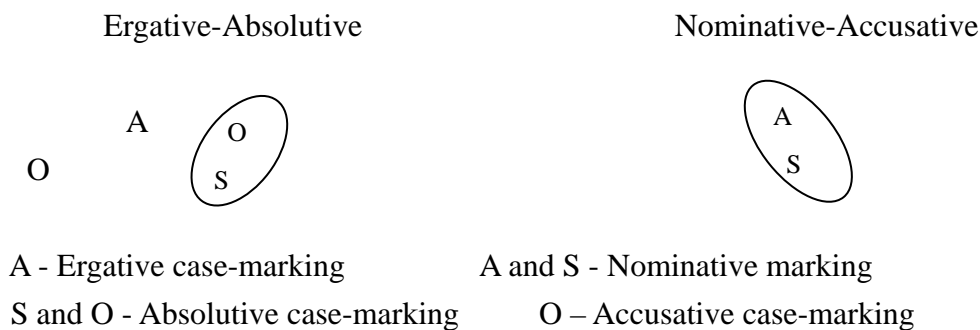 Ergative-Absolutive Nominative-Accusative
A O A
O S S
A - Ergative case-marking A and S - Nominative marking
S and O - Absolutive case-marking O – Accusative case-marking